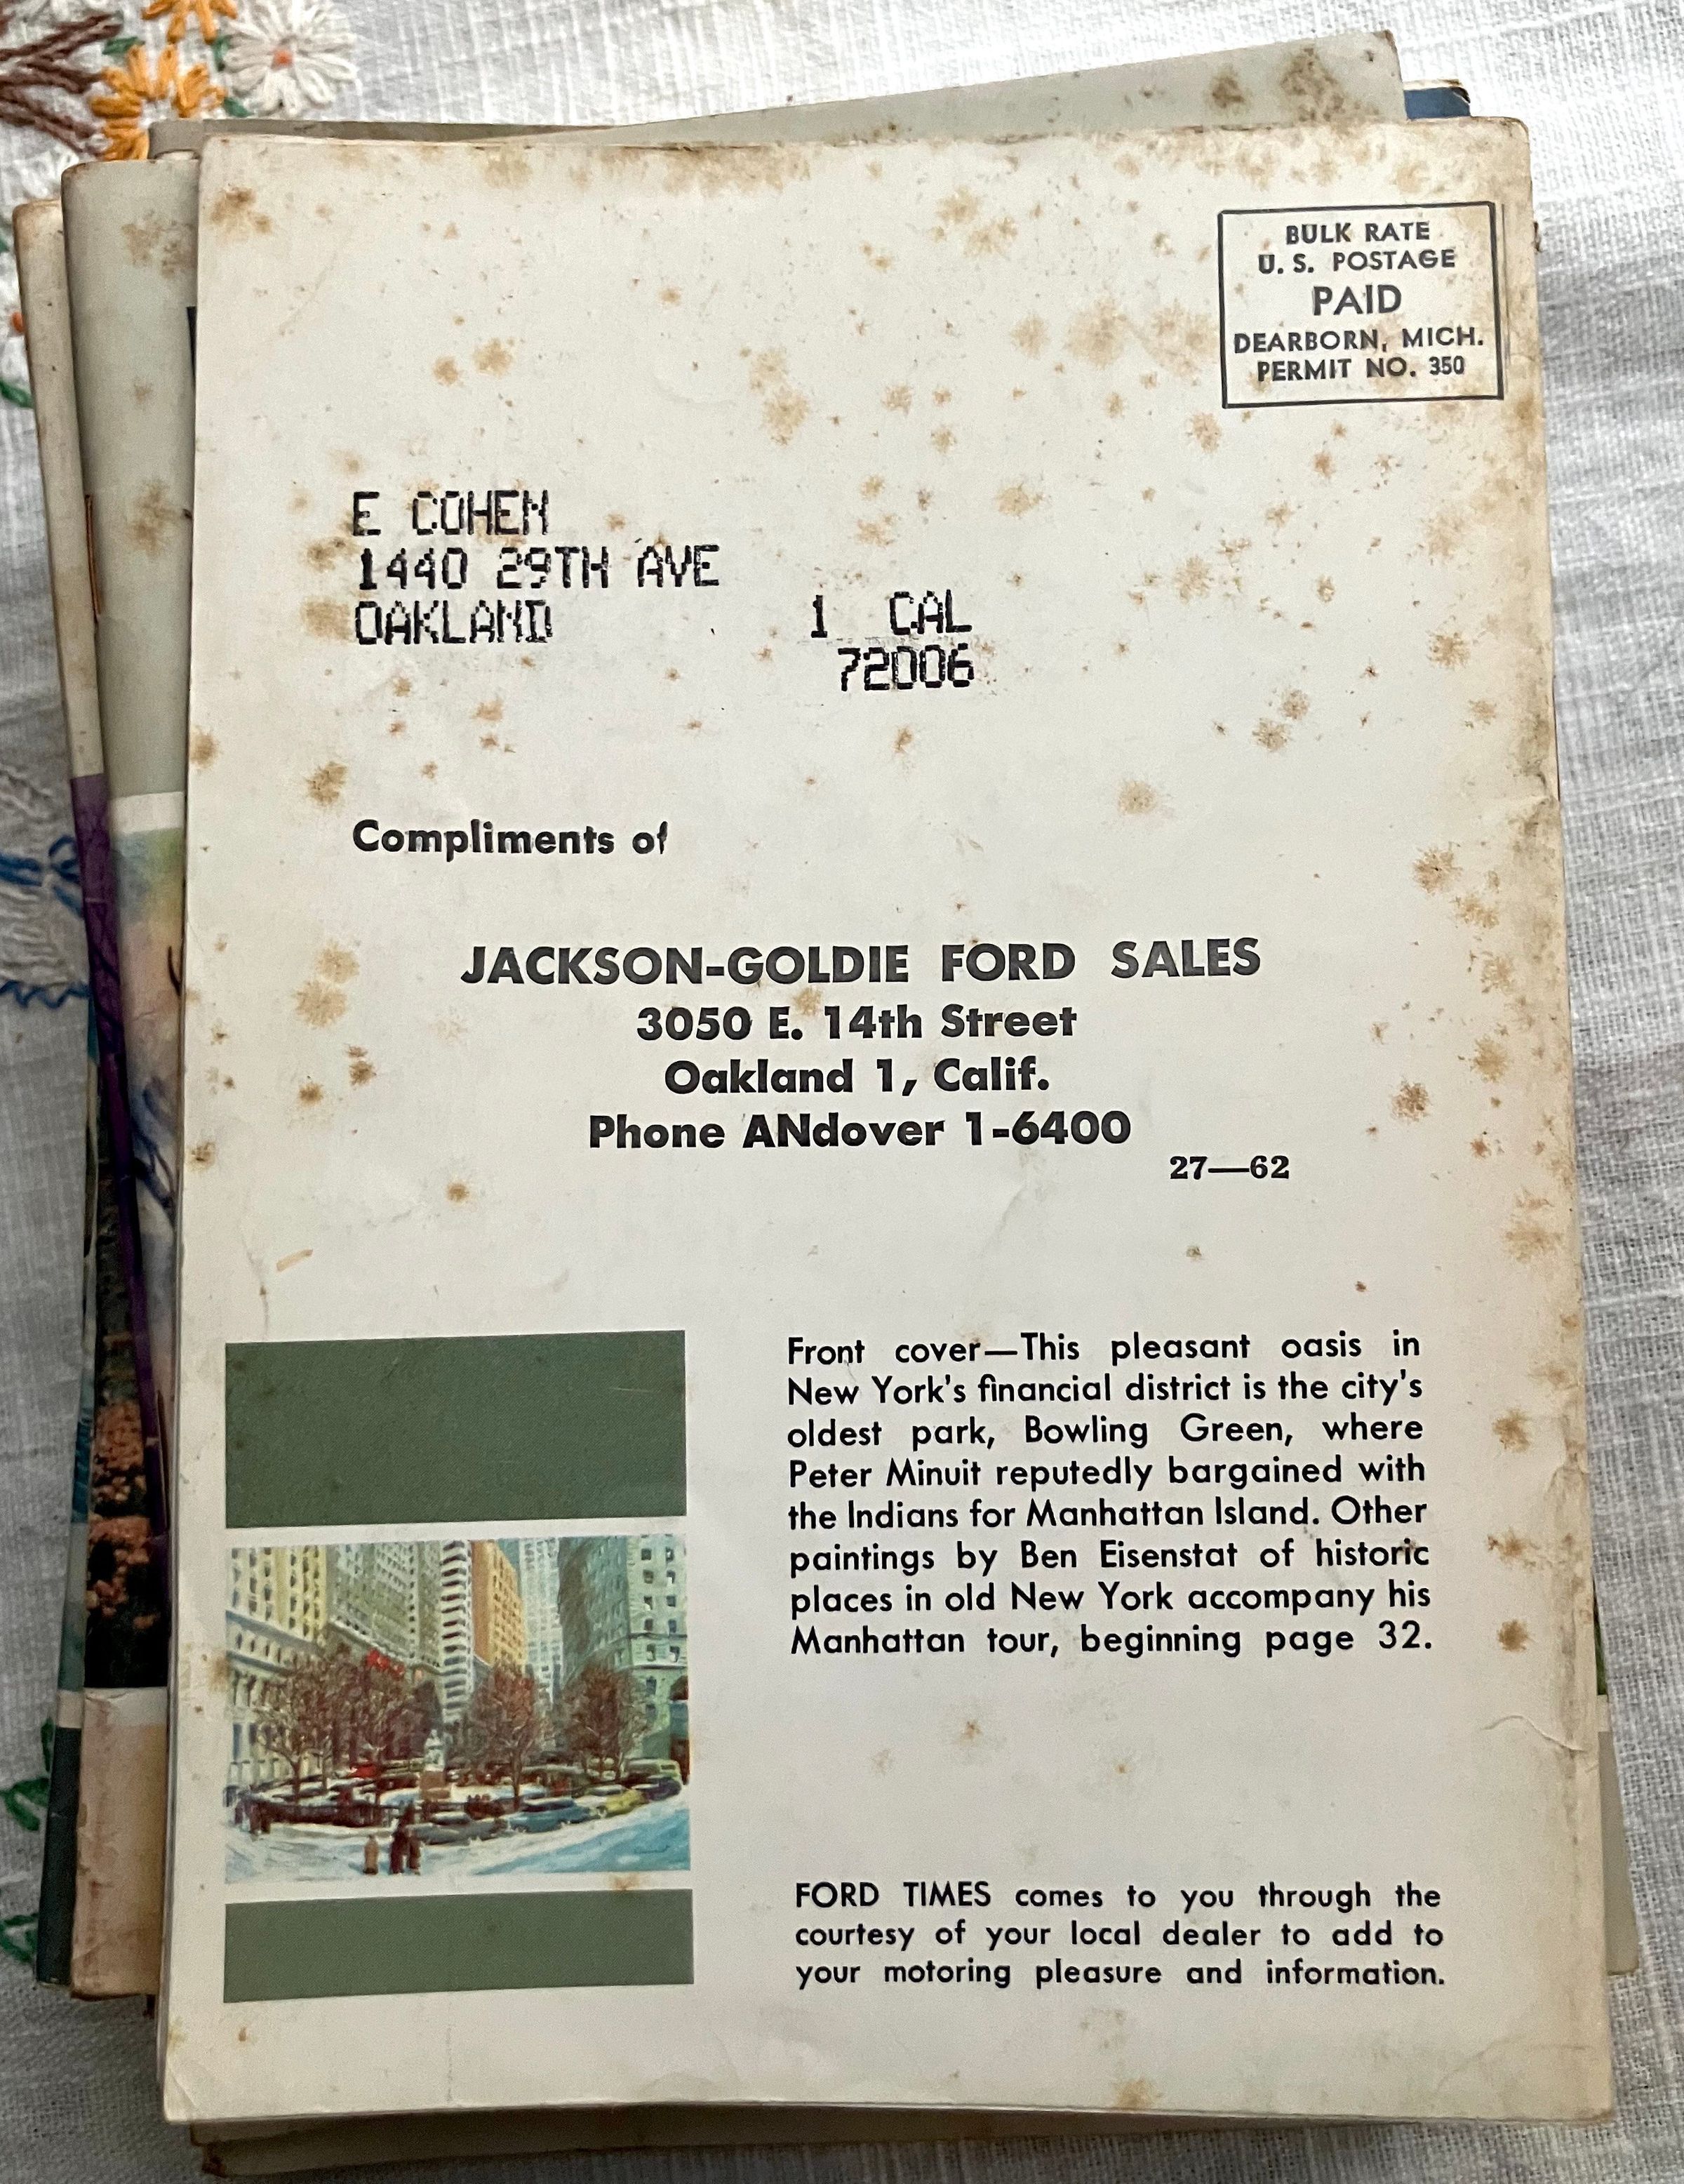 BULK RATE
U. S. POSTAGE
PAID
DEARBORN, MICH.
PERMIT NO. 350
E COHEN
1440 29TH AVE
OAKLAND 1 CAL
72006
Compliments of
JACKSON-GOLDIE FORD SALES
3050 E. 14th Street
Oakland 1, Calif.
Phone ANdover 1-6400
27—62
Front cover—This pleasant oasis in
New York's financial district is the city's
oldest park, Bowling Green, where
Peter Minuit reputedly bargained with
the Indians for Manhattan Island. Other
paintings by Ben Eisenstat of historic
places in old New York accompany his
Manhattan tour, beginning page 32.
FORD TIMES comes to you through the
courtesy of your local dealer to add to
your motoring pleasure and information.